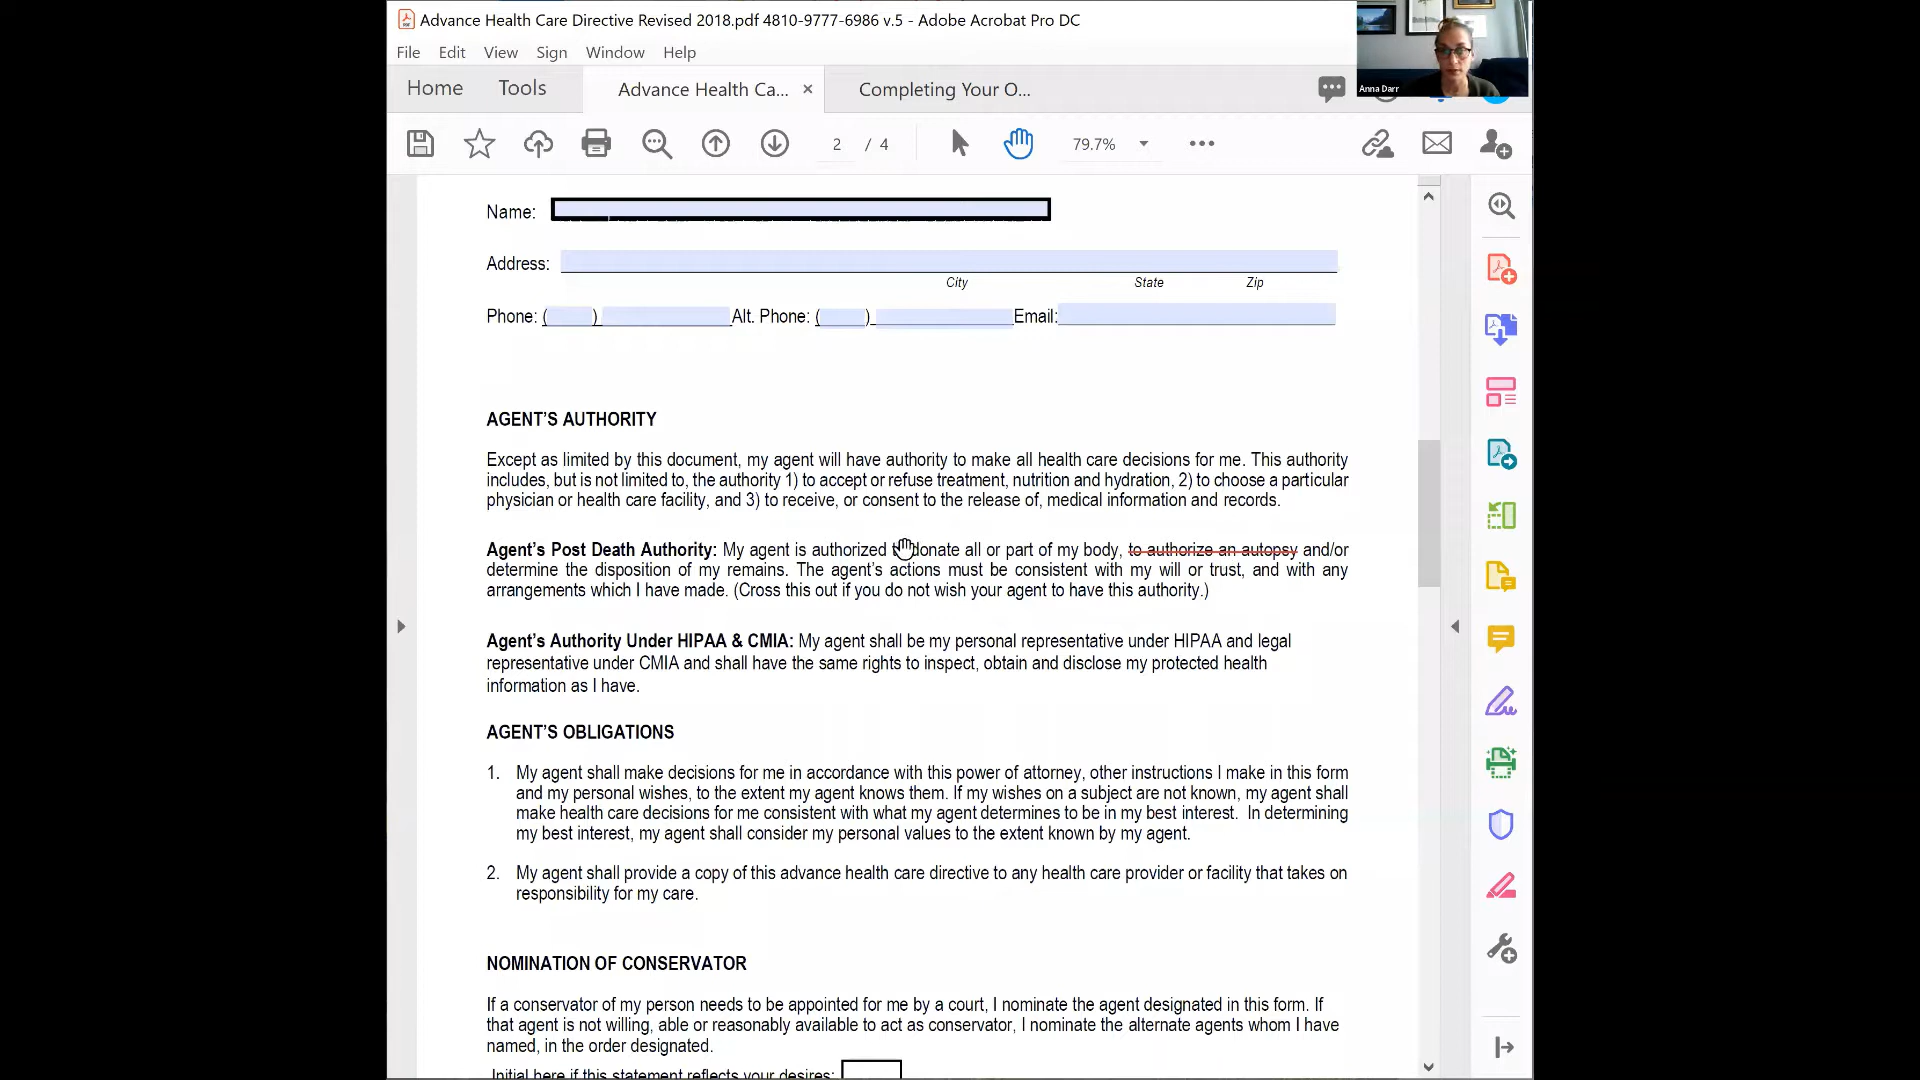 Advance Health Care Directive Revised 2018.pdf 4810-9777-6986 v.5 - Adobe Acrobat Pro DC
File Edit View Sign Window Help
Home Tools Advance Health Ca... × Completing Your O...
Anna Darr
2 / 4 79.7%
Name:
Address:
City State Zip
Phone: ( ) Alt. Phone: ( ) Email:
AGENT'S AUTHORITY
Except as limited by this document, my agent will have authority to make all health care decisions for me. This authority
includes, but is not limited to, the authority 1) to accept or refuse treatment, nutrition and hydration, 2) to choose a particular
physician or health care facility, and 3) to receive, or consent to the release of, medical information and records.
Agent's Post Death Authority: My agent is authorized donate all or part of my body, to authorize an autopsy and/or
determine the disposition of my remains. The agent's actions must be consistent with my will or trust, and with any
arrangements which I have made. (Cross this out if you do not wish your agent to have this authority.)
Agent's Authority Under HIPAA & CMIA: My agent shall be my personal representative under HIPAA and legal
representative under CMIA and shall have the same rights to inspect, obtain and disclose my protected health
information as I have.
AGENT'S OBLIGATIONS
1. My agent shall make decisions for me in accordance with this power of attorney, other instructions I make in this form
and my personal wishes, to the extent my agent knows them. If my wishes on a subject are not known, my agent shall
make health care decisions for me consistent with what my agent determines to be in my best interest. In determining
my best interest, my agent shall consider my personal values to the extent known by my agent.
2. My agent shall provide a copy of this advance health care directive to any health care provider or facility that takes on
responsibility for my care.
NOMINATION OF CONSERVATOR
If a conservator of my person needs to be appointed for me by a court, I nominate the agent designated in this form. If
that agent is not willing, able or reasonably available to act as conservator, I nominate the alternate agents whom I have
named, in the order designated.
Initial here if this statement reflects your desires: